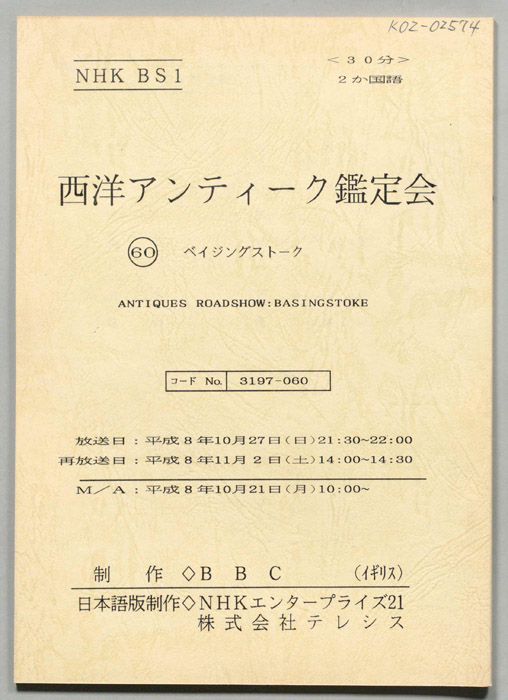 K02-02574
NHK BS1
<30分>
2か国語
西洋アンティーク鑑定会
60 ベイジングストーク
ANTIQUES ROADSHOW:BASINGSTOKE
コード No. 3197-060
放送日:平成8年10月27日(日)21:30~22:00
再放送日:平成8年11月2日(土)14:00~14:30
M/A:平成8年10月21日(月)10:00~
制 作◇BBC (イギリス)
日本語版制作◇NHKエンタープライズ21
株式会社テレシス